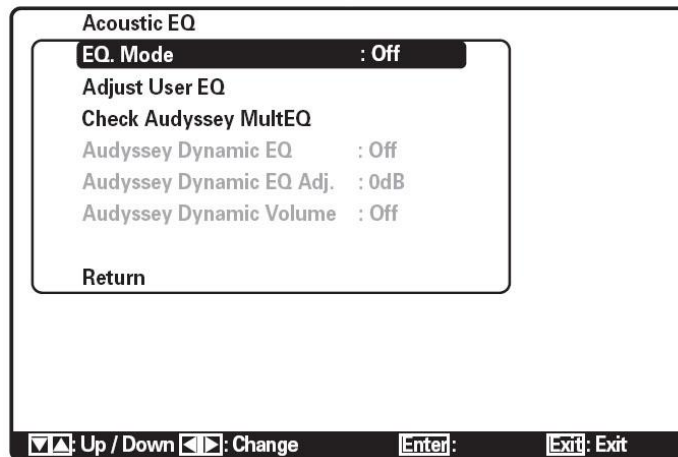 Acoustic EQ
EQ. Mode : Off
Adjust User EQ
Check Audyssey MultEQ
Audyssey Dynamic EQ : Off
Audyssey Dynamic EQ Adj. : 0dB
Audyssey Dynamic Volume : Off
Return
▼▲: Up / Down ◀▶: Change Enter: Exit: Exit